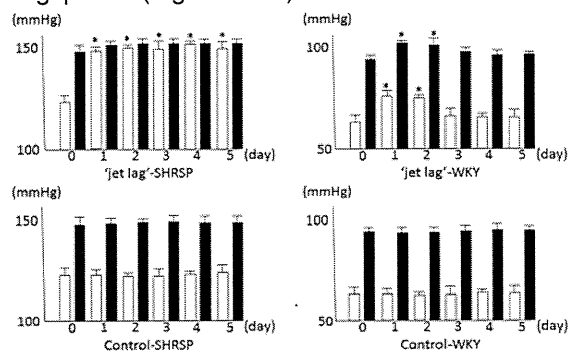 (mmHg)
(mmHg)
150
100
* * * * *
0 1 2 3 4 5 (day)
'jet lag'-SHRSP
100
50
* * * *
0 1 2 3 4 5 (day)
'jet lag'-WKY
(mmHg)
(mmHg)
150
100
0 1 2 3 4 5 (day)
Control-SHRSP
100
50
0 1 2 3 4 5 (day)
Control-WKY